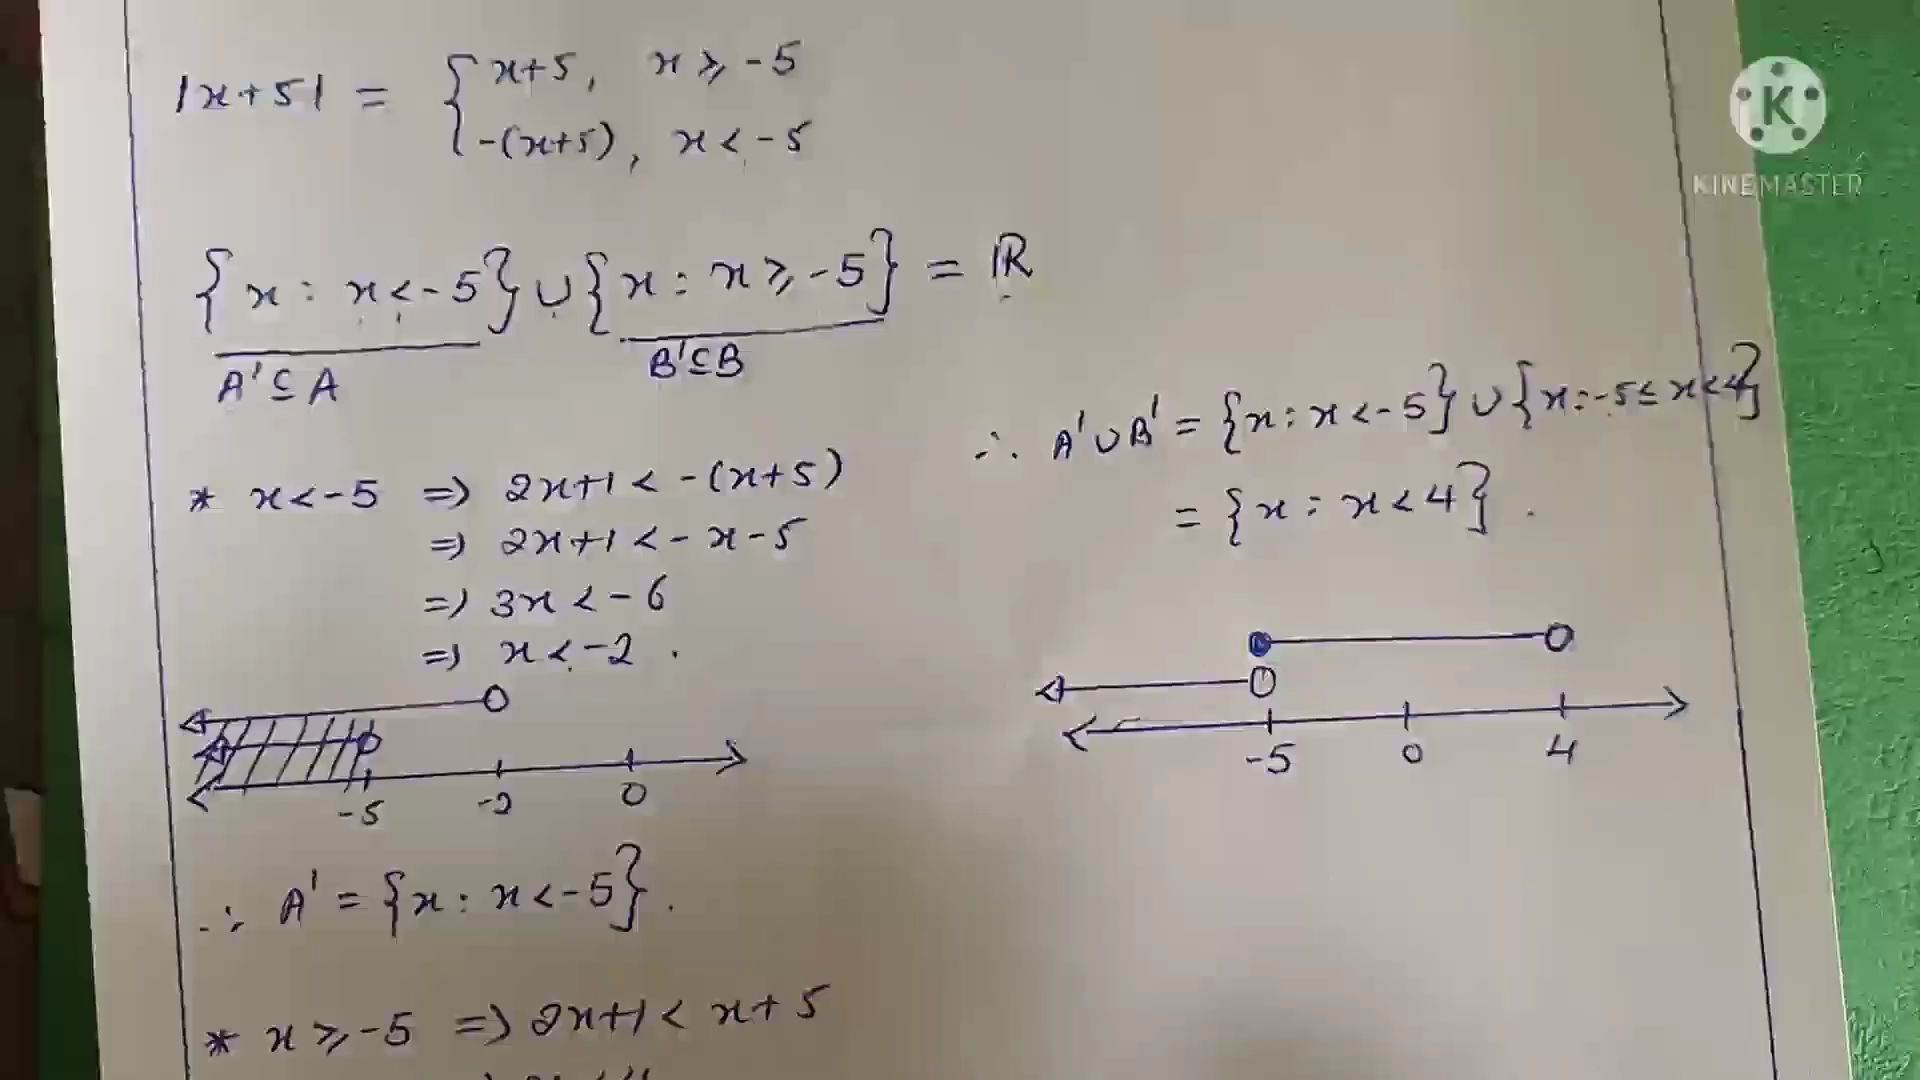 |x+5| = { x+5, x ⩾ -5
-(x+5), x < -5
{x : x < -5} ∪ {x : x ⩾ -5} = ℝ
A' ⊆ A B' ⊆ B
* x < -5 ⇒ 2x+1 < -(x+5)
⇒ 2x+1 < -x-5
⇒ 3x < -6
⇒ x < -2 .
-5 -2 0
∴ A' = {x : x < -5} .
* x ⩾ -5 ⇒ 2x+1 < x+5
∴ A' ∪ B' = {x : x < -5} ∪ {x : -5 ≤ x < 4}
= {x : x < 4} .
-5 0 4
K
KINEMASTER